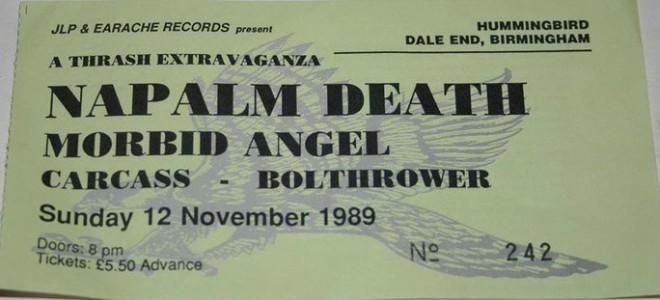 JLP & EARACHE RECORDS present
HUMMINGBIRD
DALE END, BIRMINGHAM
A THRASH EXTRAVAGANZA
NAPALM DEATH
MORBID ANGEL
CARCASS - BOLTHROWER
Sunday 12 November 1989
Doors: 8 pm
Tickets: £5.50 Advance
Nº 242